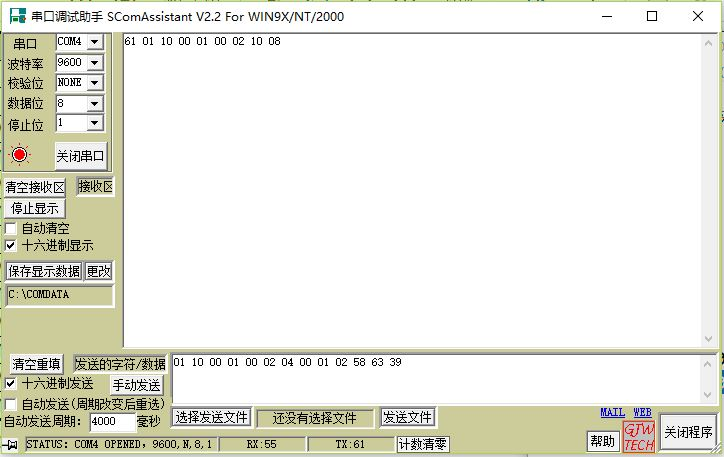 串口调试助手 SComAssistant V2.2 For WIN9X/NT/2000
串口 COM4
波特率 9600
校验位 NONE
数据位 8
停止位 1
关闭串口
清空接收区 接收区
停止显示
自动清空
十六进制显示
保存显示数据 更改
C:\COMDATA
61 01 10 00 01 00 02 10 08
清空重填 发送的字符/数据
01 10 00 01 00 02 04 00 01 02 58 63 39
十六进制发送 手动发送
自动发送(周期改变后重选)
自动发送周期: 4000 毫秒
选择发送文件 还没有选择文件 发送文件
MAIL WEB
帮助 GTW TECH 关闭程序
STATUS: COM4 OPENED, 9600,N,8,1 RX:55 TX:61 计数清零